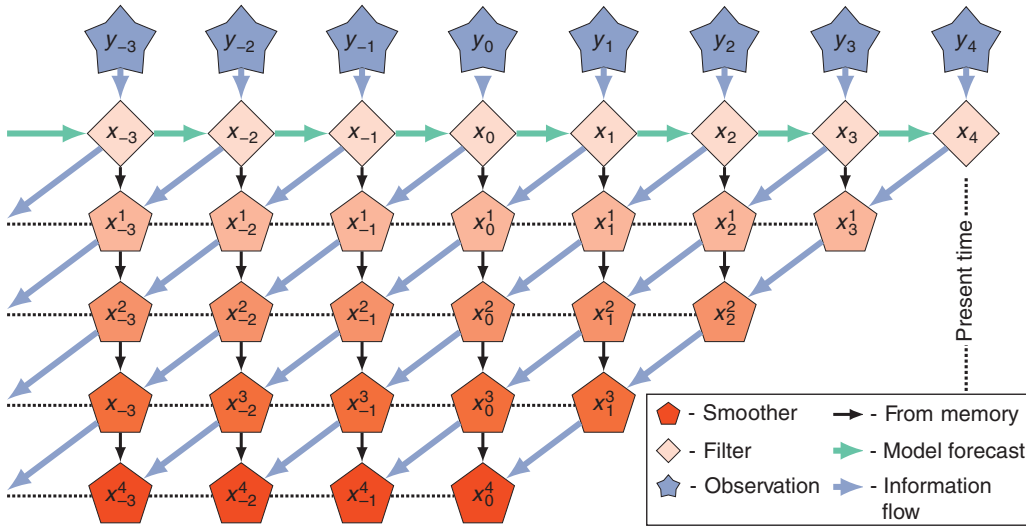 y₋₃ y₋₂ y₋₁ y₀ y₁ y₂ y₃ y₄
x₋₃ x₋₂ x₋₁ x₀ x₁ x₂ x₃ x₄
x¹₋₃ x¹₋₂ x¹₋₁ x¹₀ x¹₁ x¹₂ x¹₃
x²₋₃ x²₋₂ x²₋₁ x²₀ x²₁ x²₂
x₋₃ x³₋₂ x³₋₁ x³₀ x³₁
x⁴₋₃ x⁴₋₂ x⁴₋₁ x⁴₀
Present time
- Smoother
- Filter
- Observation
- From memory
- Model forecast
- Information
flow